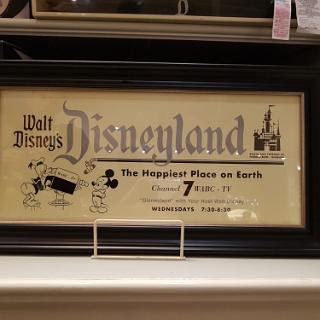 Walt
Disney's
Disneyland
The Happiest Place on Earth
Channel 7 WABC - TV
"Disneyland" with Your Host Walt Disney
WEDNESDAYS 7:30-8:30